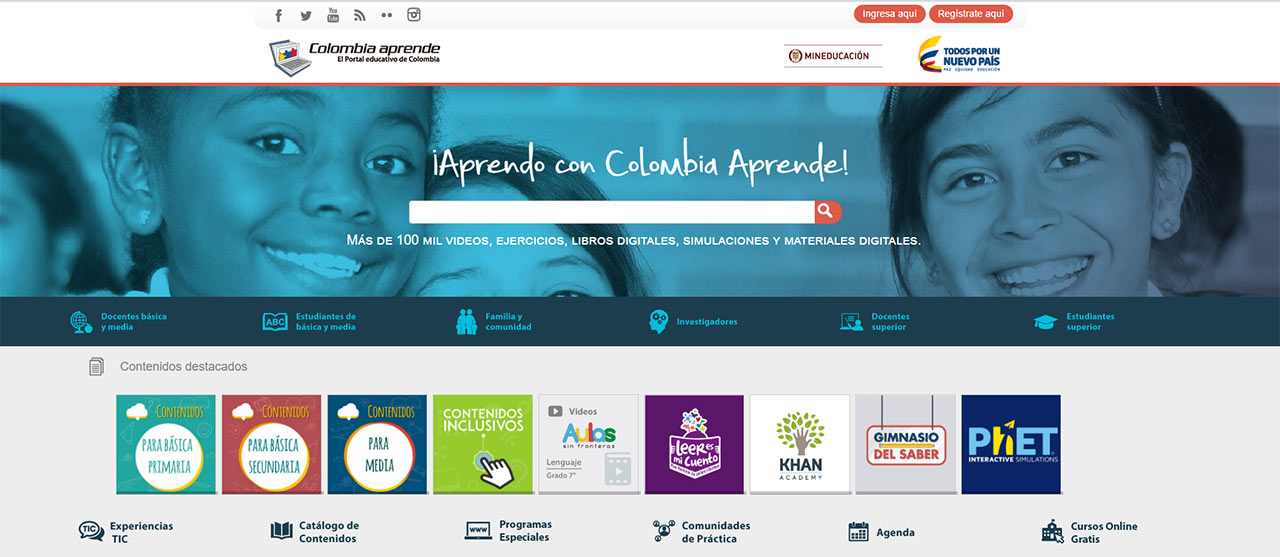 You
Tube
Ingresa aquí
Regístrate aquí
Colombia aprende
El Portal educativo de Colombia
MINEDUCACIÓN
TODOS POR UN
NUEVO PAÍS
PAZ EQUIDAD EDUCACIÓN
¡Aprendo con Colombia Aprende!
MÁS DE 100 MIL VIDEOS, EJERCICIOS, LIBROS DIGITALES, SIMULACIONES Y MATERIALES DIGITALES.
Docentes básica
y media
ABC
Estudiantes de
básica y media
Familia y
comunidad
Investigadores
Docentes
superior
Estudiantes
superior
Contenidos destacados
CONTENIDOS
PARA BÁSICA
PRIMARIA
CONTENIDOS
PARA BÁSICA
SECUNDARIA
CONTENIDOS
PARA
MEDIA
CONTENIDOS
INCLUSIVOS
Videos
Aulas
sin fronteras
Lenguaje
Grado 7°
leer es
mi Cuento
KHAN
ACADEMY
GIMNASIO
DEL SABER
PhET
INTERACTIVE SIMULATIONS
TIC
Experiencias
TIC
Catálogo de
Contenidos
www
Programas
Especiales
Comunidades
de Práctica
Agenda
Cursos Online
Gratis